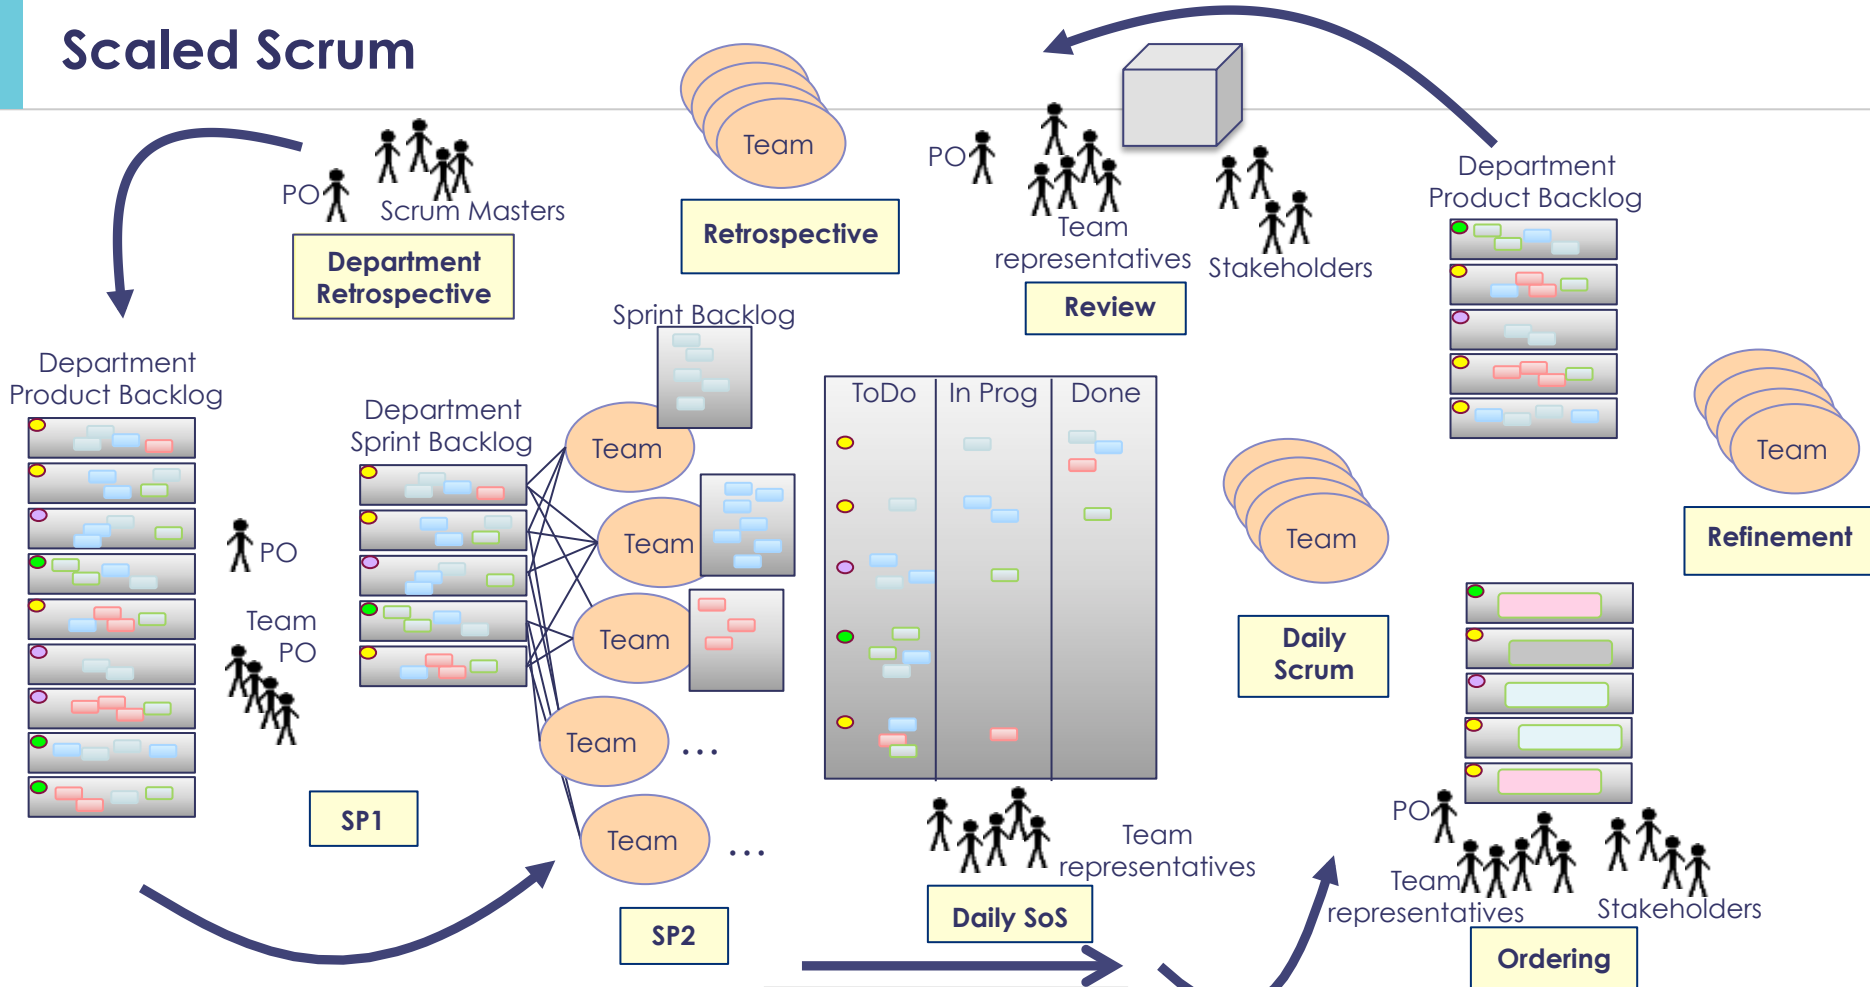 Scaled Scrum
PO
Scrum Masters
Department
Retrospective
Team
Retrospective
PO
Team
representatives
Stakeholders
Review
Department
Product Backlog
Department
Product Backlog
PO
Team
PO
SP1
Department
Sprint Backlog
Sprint Backlog
Team
Team
Team
Team
...
Team
...
SP2
ToDo
In Prog
Done
Team
representatives
Daily SoS
Team
Daily
Scrum
Team
Refinement
PO
Team
representatives
Stakeholders
Ordering